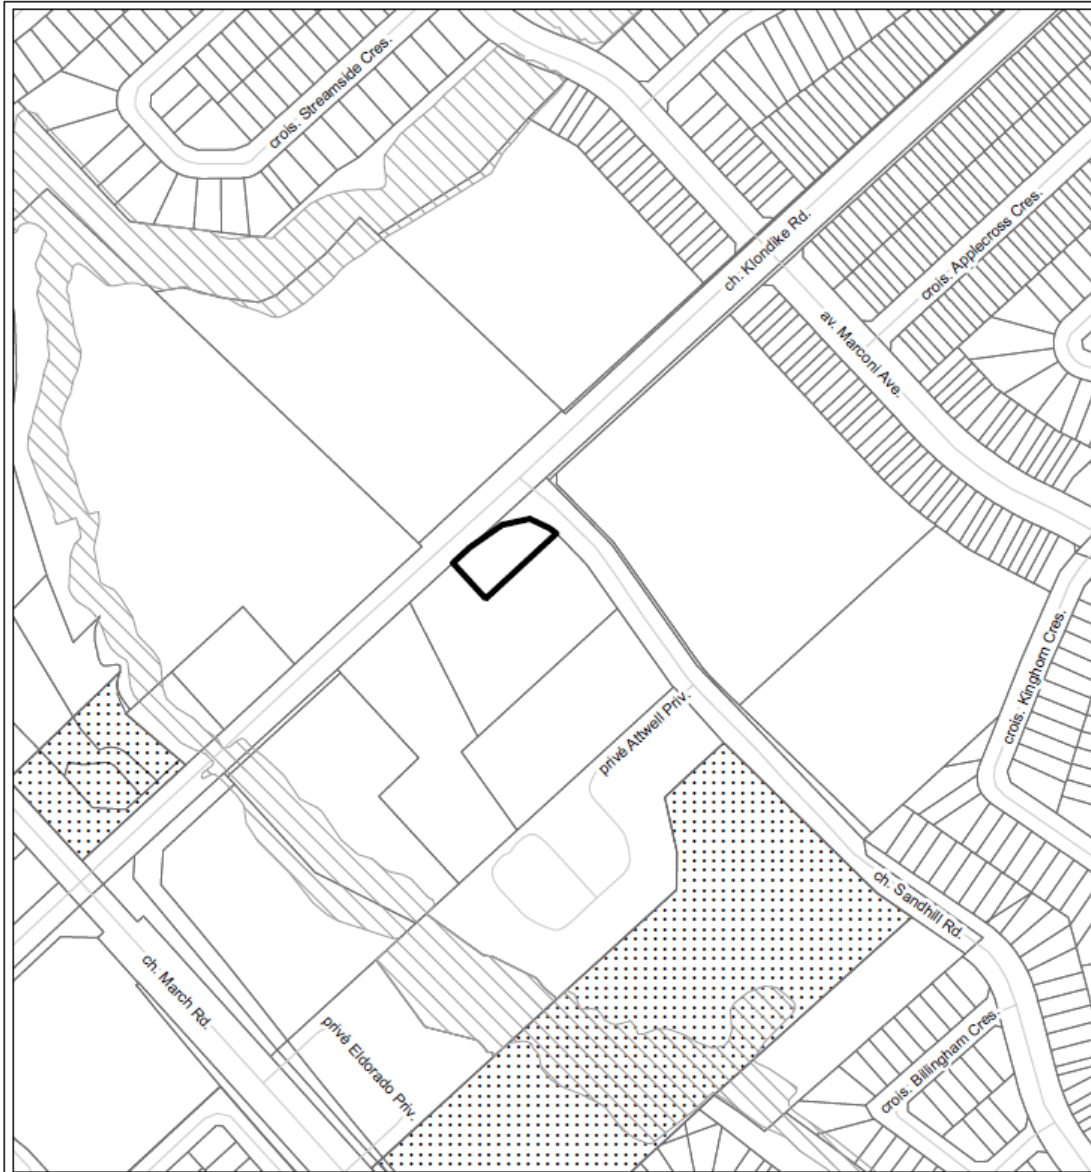 crois. Streamside Cres.
ch. Klondike Rd.
crois. Applecross Cres.
av. Marconi Ave.
crois. Kinghorn Cres.
privé Attwell Priv.
ch. Sandhill Rd.
ch. March Rd.
privé Eldorado Priv.
crois. Billingham Cres.